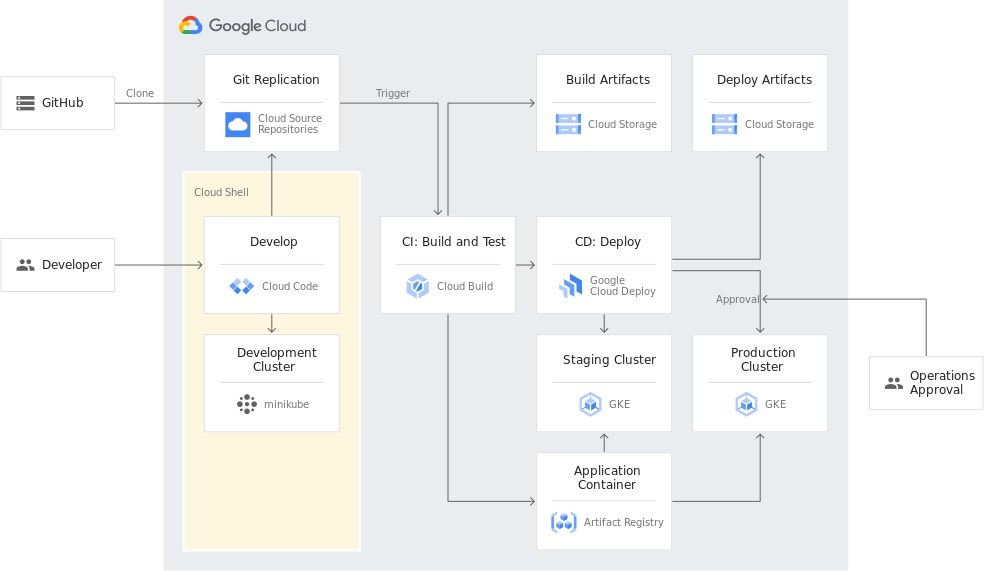 Google Cloud
GitHub
Clone
Git Replication
Cloud Source
Repositories
Trigger
Build Artifacts
Cloud Storage
Deploy Artifacts
Cloud Storage
Cloud Shell
Developer
Develop
Cloud Code
CI: Build and Test
Cloud Build
CD: Deploy
Google
Cloud Deploy
Approval
Development
Cluster
minikube
Staging Cluster
GKE
Production
Cluster
GKE
Operations
Approval
Application
Container
Artifact Registry